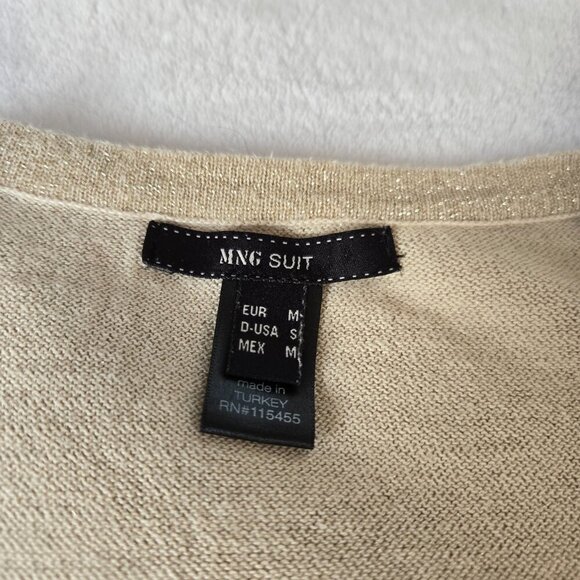 MNG SUIT
EUR M
D-USA S
MEX M
made in
TURKEY
RN#115455